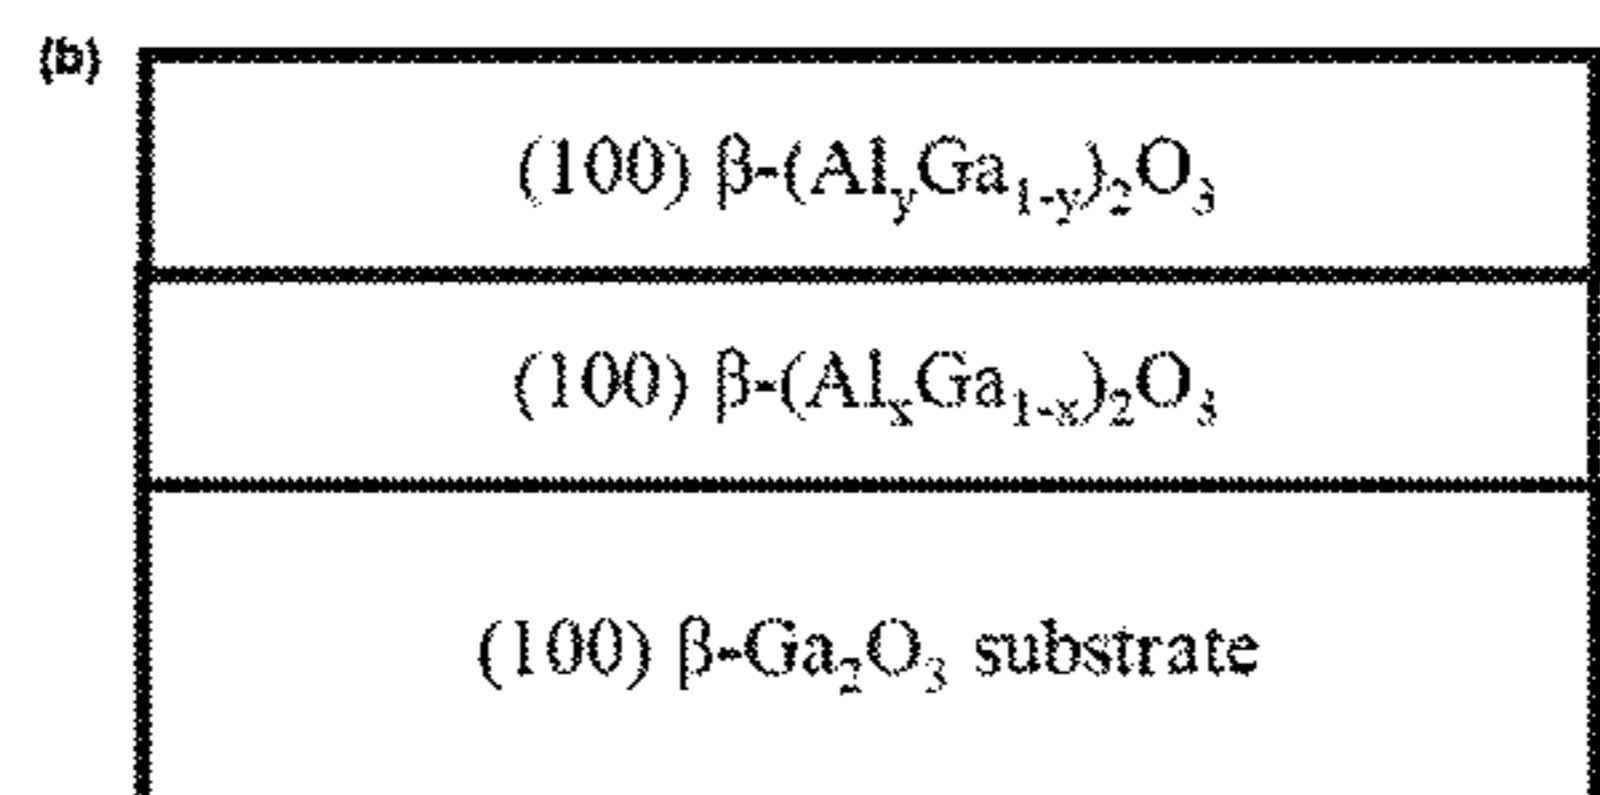 (b)
(100) β-(AlyGa1-y)2O3
(100) β-(AlxGa1-x)2O3
(100) β-Ga2O3 substrate